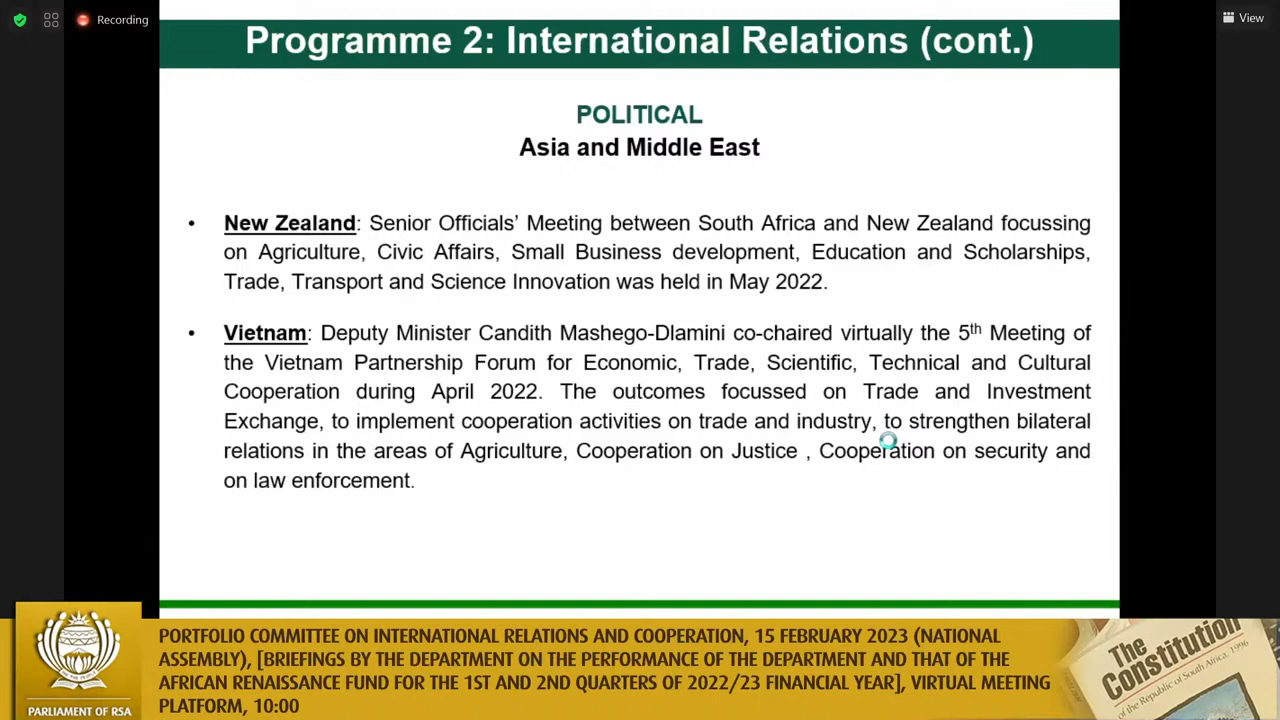 Recording
View
Programme 2: International Relations (cont.)
POLITICAL
Asia and Middle East
• New Zealand: Senior Officials’ Meeting between South Africa and New Zealand focussing
on Agriculture, Civic Affairs, Small Business development, Education and Scholarships,
Trade, Transport and Science Innovation was held in May 2022.
• Vietnam: Deputy Minister Candith Mashego-Dlamini co-chaired virtually the 5th Meeting of
the Vietnam Partnership Forum for Economic, Trade, Scientific, Technical and Cultural
Cooperation during April 2022. The outcomes focussed on Trade and Investment
Exchange, to implement cooperation activities on trade and industry, to strengthen bilateral
relations in the areas of Agriculture, Cooperation on Justice , Cooperation on security and
on law enforcement.
PORTFOLIO COMMITTEE ON INTERNATIONAL RELATIONS AND COOPERATION, 15 FEBRUARY 2023 (NATIONAL
ASSEMBLY), [BRIEFINGS BY THE DEPARTMENT ON THE PERFORMANCE OF THE DEPARTMENT AND THAT OF THE
AFRICAN RENAISSANCE FUND FOR THE 1ST AND 2ND QUARTERS OF 2022/23 FINANCIAL YEAR], VIRTUAL MEETING
PLATFORM, 10:00
PARLIAMENT OF RSA
The
Constitution
of the Republic of South Africa, 1996